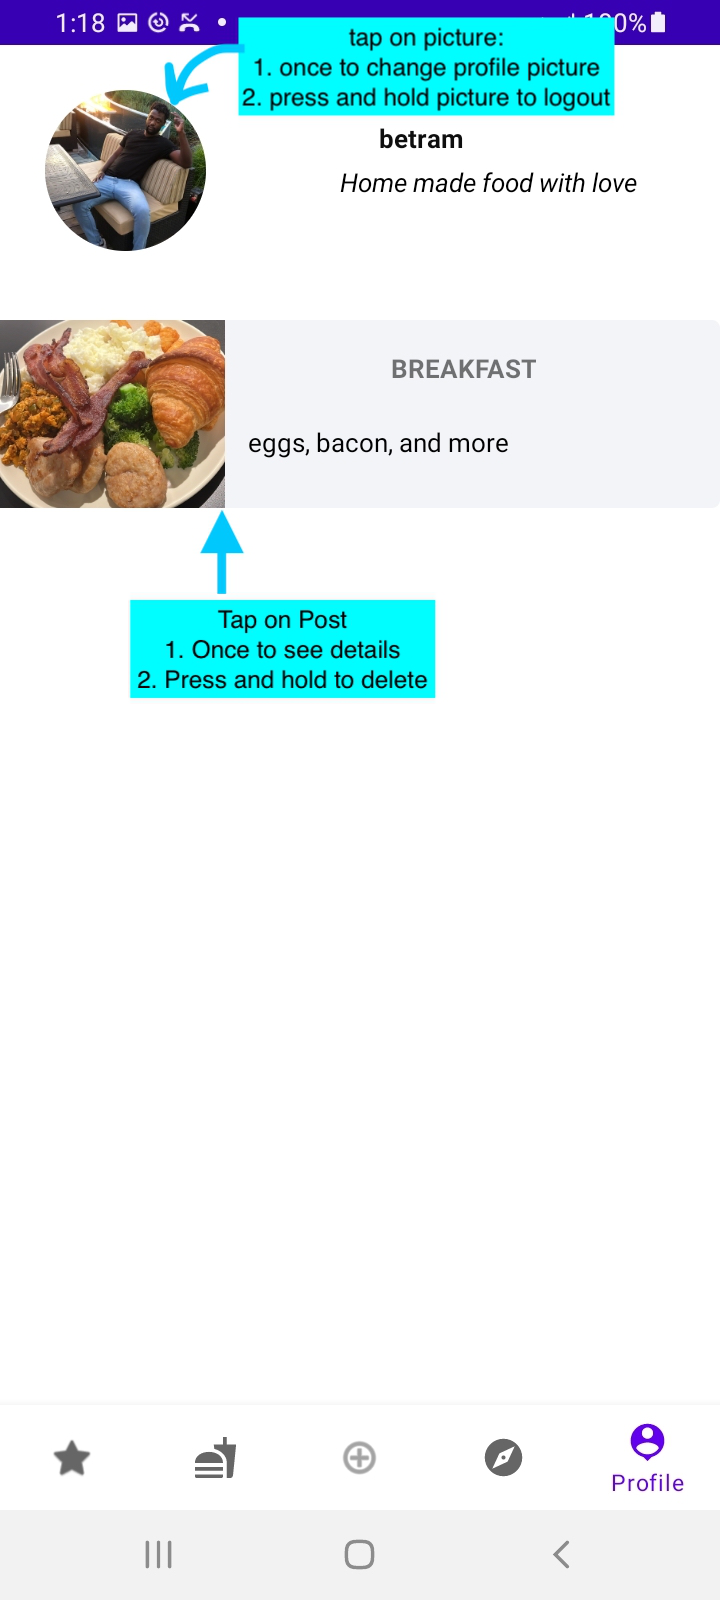 1:18
tap on picture:
1. once to change profile picture
2. press and hold picture to logout
betram
Home made food with love
BREAKFAST
eggs, bacon, and more
Tap on Post
1. Once to see details
2. Press and hold to delete
Profile